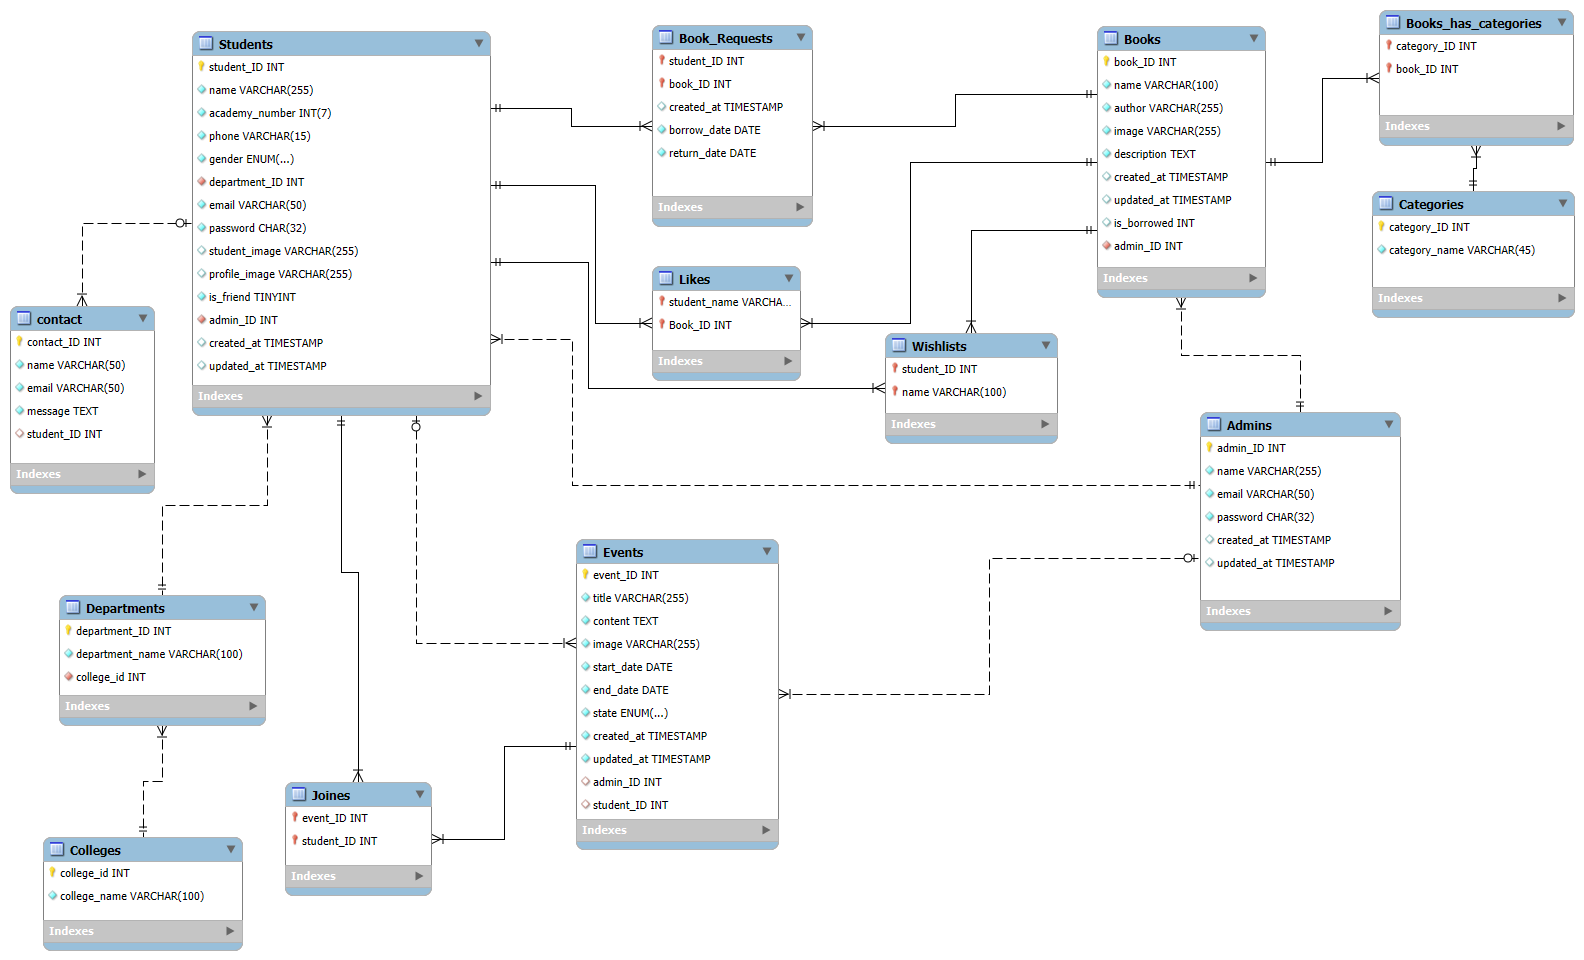 Students
student_ID INT
name VARCHAR(255)
academy_number INT(7)
phone VARCHAR(15)
gender ENUM(...)
department_ID INT
email VARCHAR(50)
password CHAR(32)
student_image VARCHAR(255)
profile_image VARCHAR(255)
is_friend TINYINT
admin_ID INT
created_at TIMESTAMP
updated_at TIMESTAMP
Indexes
Book_Requests
student_ID INT
book_ID INT
created_at TIMESTAMP
borrow_date DATE
return_date DATE
Indexes
Books
book_ID INT
name VARCHAR(100)
author VARCHAR(255)
image VARCHAR(255)
description TEXT
created_at TIMESTAMP
updated_at TIMESTAMP
is_borrowed INT
admin_ID INT
Indexes
Books_has_categories
category_ID INT
book_ID INT
Indexes
Categories
category_ID INT
category_name VARCHAR(45)
Indexes
Likes
student_name VARCHA...
Book_ID INT
Indexes
contact
contact_ID INT
name VARCHAR(50)
email VARCHAR(50)
message TEXT
student_ID INT
Indexes
Wishlists
student_ID INT
name VARCHAR(100)
Indexes
Admins
admin_ID INT
name VARCHAR(255)
email VARCHAR(50)
password CHAR(32)
created_at TIMESTAMP
updated_at TIMESTAMP
Indexes
Events
event_ID INT
title VARCHAR(255)
content TEXT
image VARCHAR(255)
start_date DATE
end_date DATE
state ENUM(...)
created_at TIMESTAMP
updated_at TIMESTAMP
admin_ID INT
student_ID INT
Indexes
Departments
department_ID INT
department_name VARCHAR(100)
college_id INT
Indexes
Joines
event_ID INT
student_ID INT
Indexes
Colleges
college_id INT
college_name VARCHAR(100)
Indexes